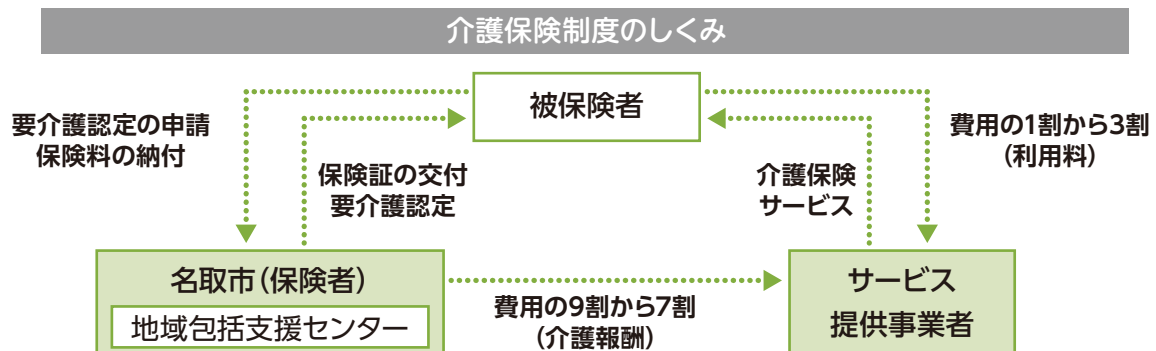 介護保険制度のしくみ
被保険者
要介護認定の申請
保険料の納付
保険証の交付
要介護認定
介護保険
サービス
費用の1割から3割
(利用料)
名取市(保険者)
地域包括支援センター
費用の9割から7割
(介護報酬)
サービス
提供事業者